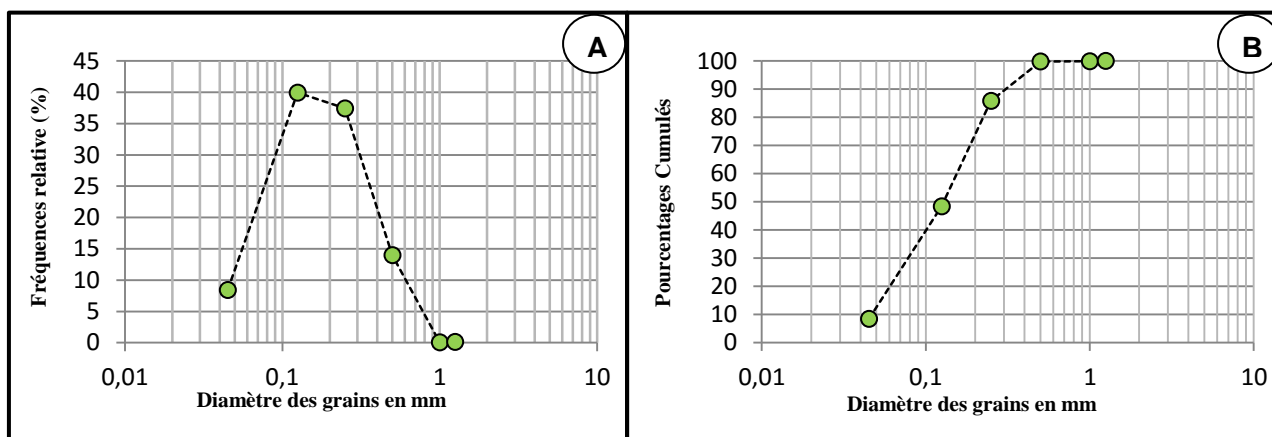 A
45
40
35
30
25
20
15
10
5
0
Fréquences relative (%)
0,01 0,1 1 10
Diamètre des grains en mm
B
100
90
80
70
60
50
40
30
20
10
0
Pourcentages Cumulés
0,01 0,1 1 10
Diamètre des grains en mm